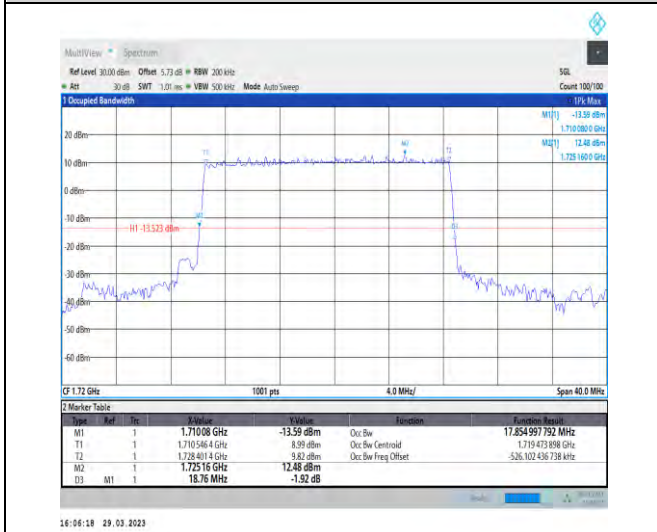 MultiView Spectrum
Ref Level 30.00 dBm Offset 5.73 dB RBW 200 kHz SGL
Att 30 dB SWT 1.01 ms VBW 500 kHz Mode Auto Sweep Count 100/100
1 Occupied Bandwidth 1Pk Max
M1[1] -13.59 dBm
1.710 080 0 GHz
M2[1] 12.48 dBm
1.725 160 0 GHz
20 dBm
T1 M2 T2
10 dBm
0 dBm
-10 dBm
M1
H1 -13.523 dBm D3
-20 dBm
-30 dBm
-40 dBm
-50 dBm
-60 dBm
CF 1.72 GHz 1001 pts 4.0 MHz/ Span 40.0 MHz
2 Marker Table
Type Ref Trc X-Value Y-Value Function Function Result
M1 1 1.71008 GHz -13.59 dBm Occ Bw 17.854 997 792 MHz
T1 1 1.710 546 4 GHz 8.99 dBm Occ Bw Centroid 1.719 473 898 GHz
T2 1 1.728 401 4 GHz 9.82 dBm Occ Bw Freq Offset -526.102 436 738 kHz
M2 1 1.725 16 GHz 12.48 dBm
D3 M1 1 18.76 MHz -1.92 dB
16:06:18 29.03.2023